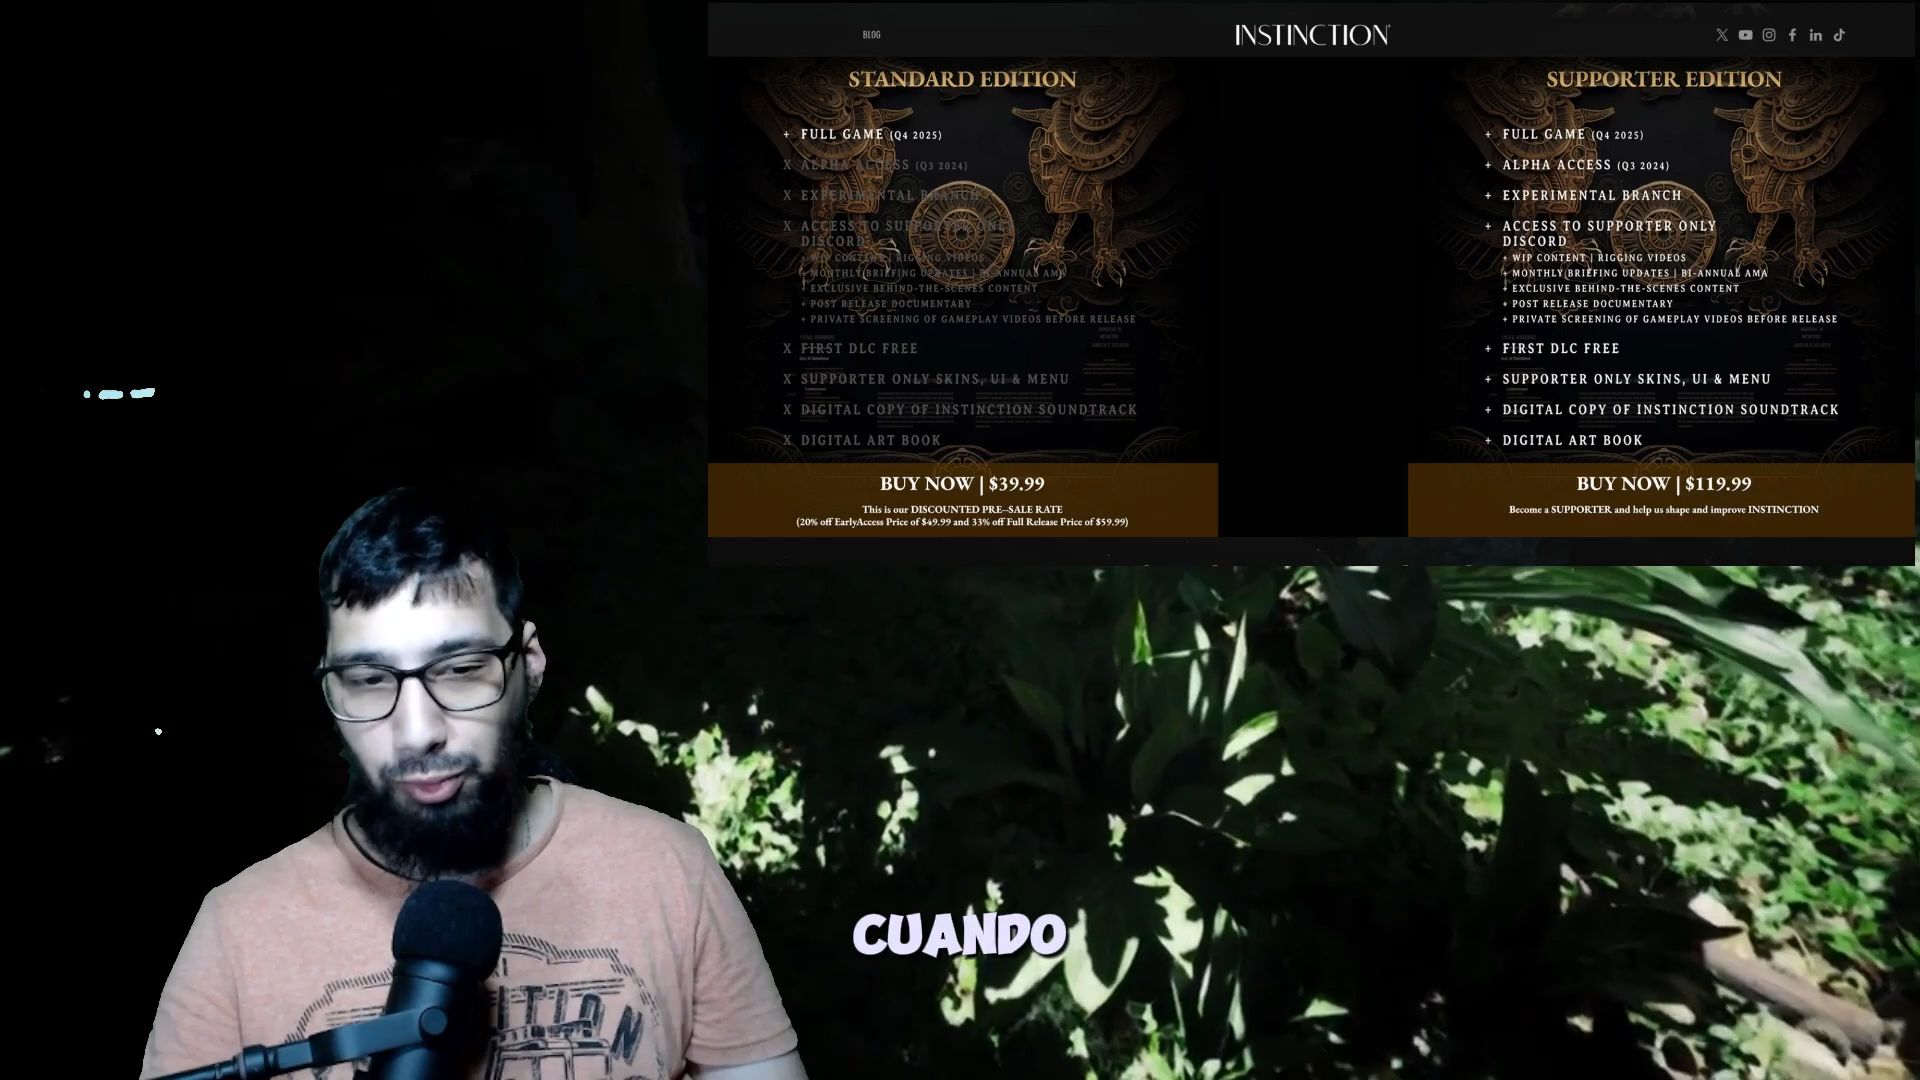 BLOG
INSTINCTION
STANDARD EDITION
+ FULL GAME (Q4 2025)
X ALPHA ACCESS (Q3 2024)
X EXPERIMENTAL BRANCH
X ACCESS TO SUPPORTER ONLY
DISCORD
+ WIP CONTENT | RIGGING VIDEOS
+ MONTHLY BRIEFING UPDATES | BI-ANNUAL AMA
+ EXCLUSIVE BEHIND-THE-SCENES CONTENT
+ POST RELEASE DOCUMENTARY
+ PRIVATE SCREENING OF GAMEPLAY VIDEOS BEFORE RELEASE
X FIRST DLC FREE
X SUPPORTER ONLY SKINS, UI & MENU
X DIGITAL COPY OF INSTINCTION SOUNDTRACK
X DIGITAL ART BOOK
BUY NOW | $39.99
This is our DISCOUNTED PRE-SALE RATE
(20% off EarlyAccess Price of $49.99 and 33% off Full Release Price of $59.99)
SUPPORTER EDITION
+ FULL GAME (Q4 2025)
+ ALPHA ACCESS (Q3 2024)
+ EXPERIMENTAL BRANCH
+ ACCESS TO SUPPORTER ONLY
DISCORD
+ WIP CONTENT | RIGGING VIDEOS
+ MONTHLY BRIEFING UPDATES | BI-ANNUAL AMA
+ EXCLUSIVE BEHIND-THE-SCENES CONTENT
+ POST RELEASE DOCUMENTARY
+ PRIVATE SCREENING OF GAMEPLAY VIDEOS BEFORE RELEASE
+ FIRST DLC FREE
+ SUPPORTER ONLY SKINS, UI & MENU
+ DIGITAL COPY OF INSTINCTION SOUNDTRACK
+ DIGITAL ART BOOK
BUY NOW | $119.99
Become a SUPPORTER and help us shape and improve INSTINCTION
CUANDO